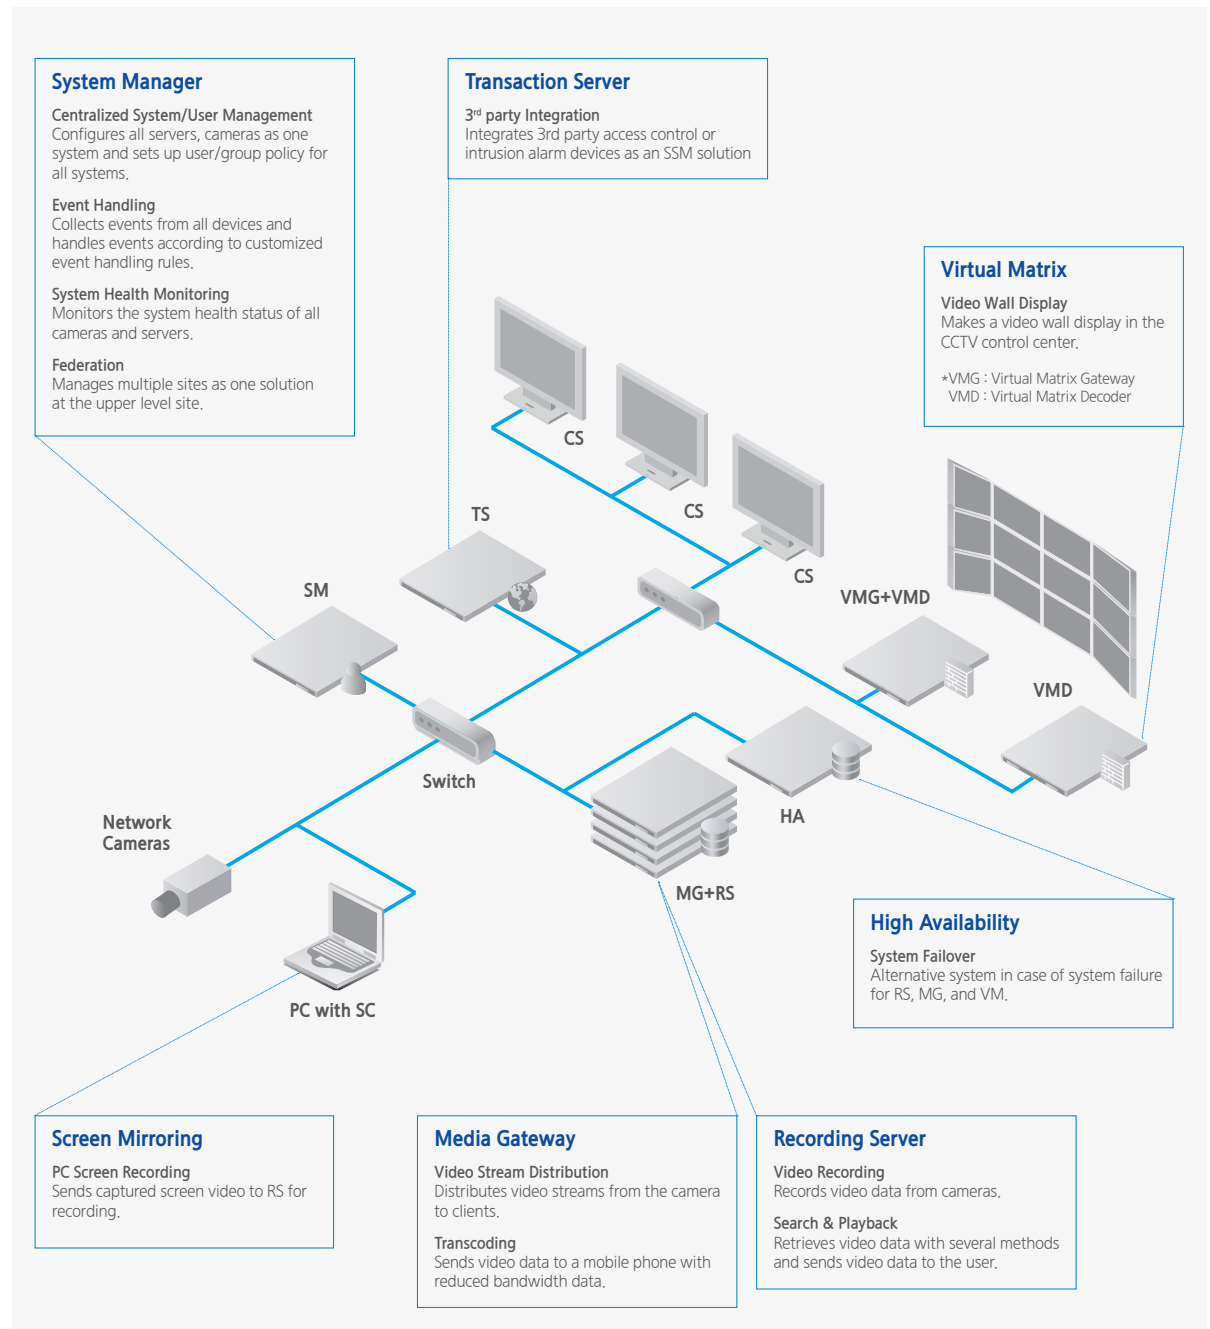 System Manager
Centralized System/User Management
Configures all servers, cameras as one
system and sets up user/group policy for
all systems.
Event Handling
Collects events from all devices and
handles events according to customized
event handling rules.
System Health Monitoring
Monitors the system health status of all
cameras and servers.
Federation
Manages multiple sites as one solution
at the upper level site.
Transaction Server
3rd party Integration
Integrates 3rd party access control or
intrusion alarm devices as an SSM solution
Virtual Matrix
Video Wall Display
Makes a video wall display in the
CCTV control center.
*VMG : Virtual Matrix Gateway
VMD : Virtual Matrix Decoder
CS
CS
CS
TS
SM
VMG+VMD
VMD
Switch
HA
Network
Cameras
MG+RS
PC with SC
High Availability
System Failover
Alternative system in case of system failure
for RS, MG, and VM.
Screen Mirroring
PC Screen Recording
Sends captured screen video to RS for
recording.
Media Gateway
Video Stream Distribution
Distributes video streams from the camera
to clients.
Transcoding
Sends video data to a mobile phone with
reduced bandwidth data.
Recording Server
Video Recording
Records video data from cameras.
Search & Playback
Retrieves video data with several methods
and sends video data to the user.